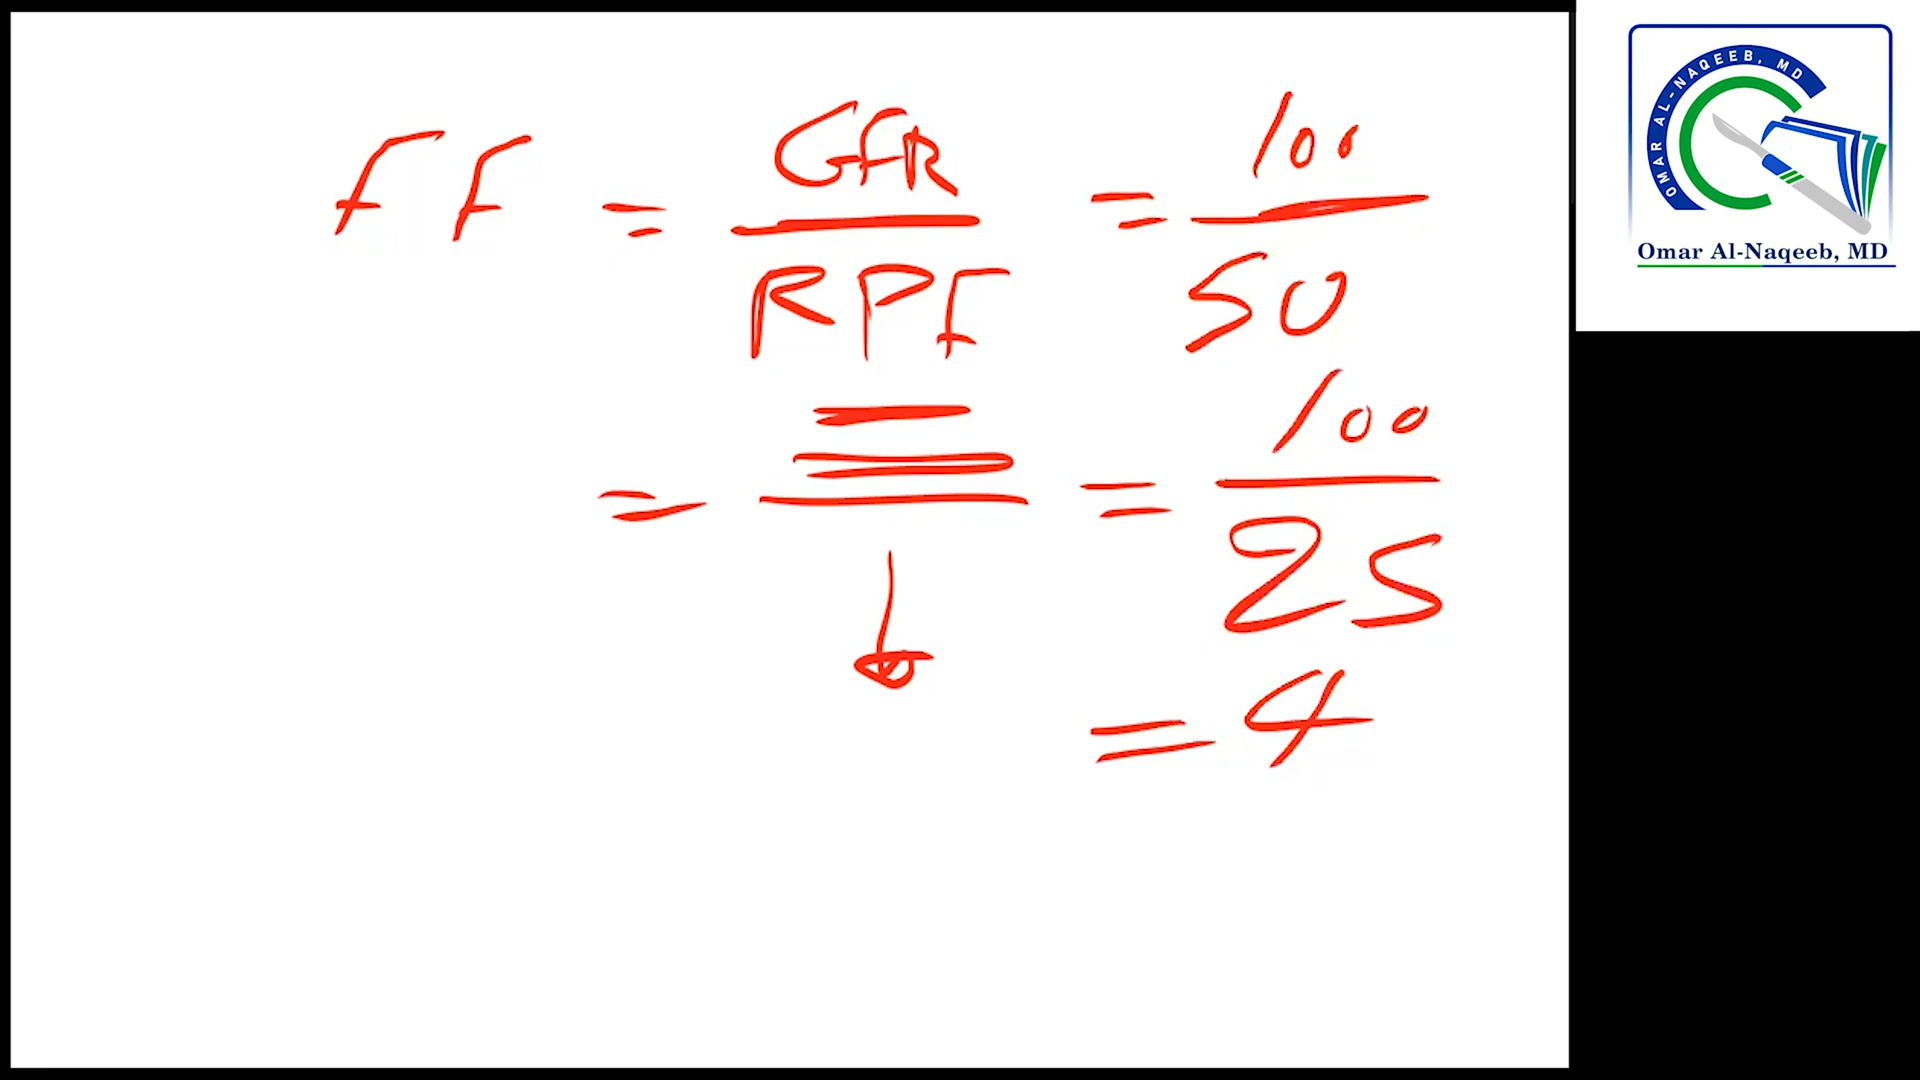 FF = GFR / RPF = 100 / 50
= = 100 / 25
= 4
OMAR AL-NAQEEB, MD
Omar Al-Naqeeb, MD